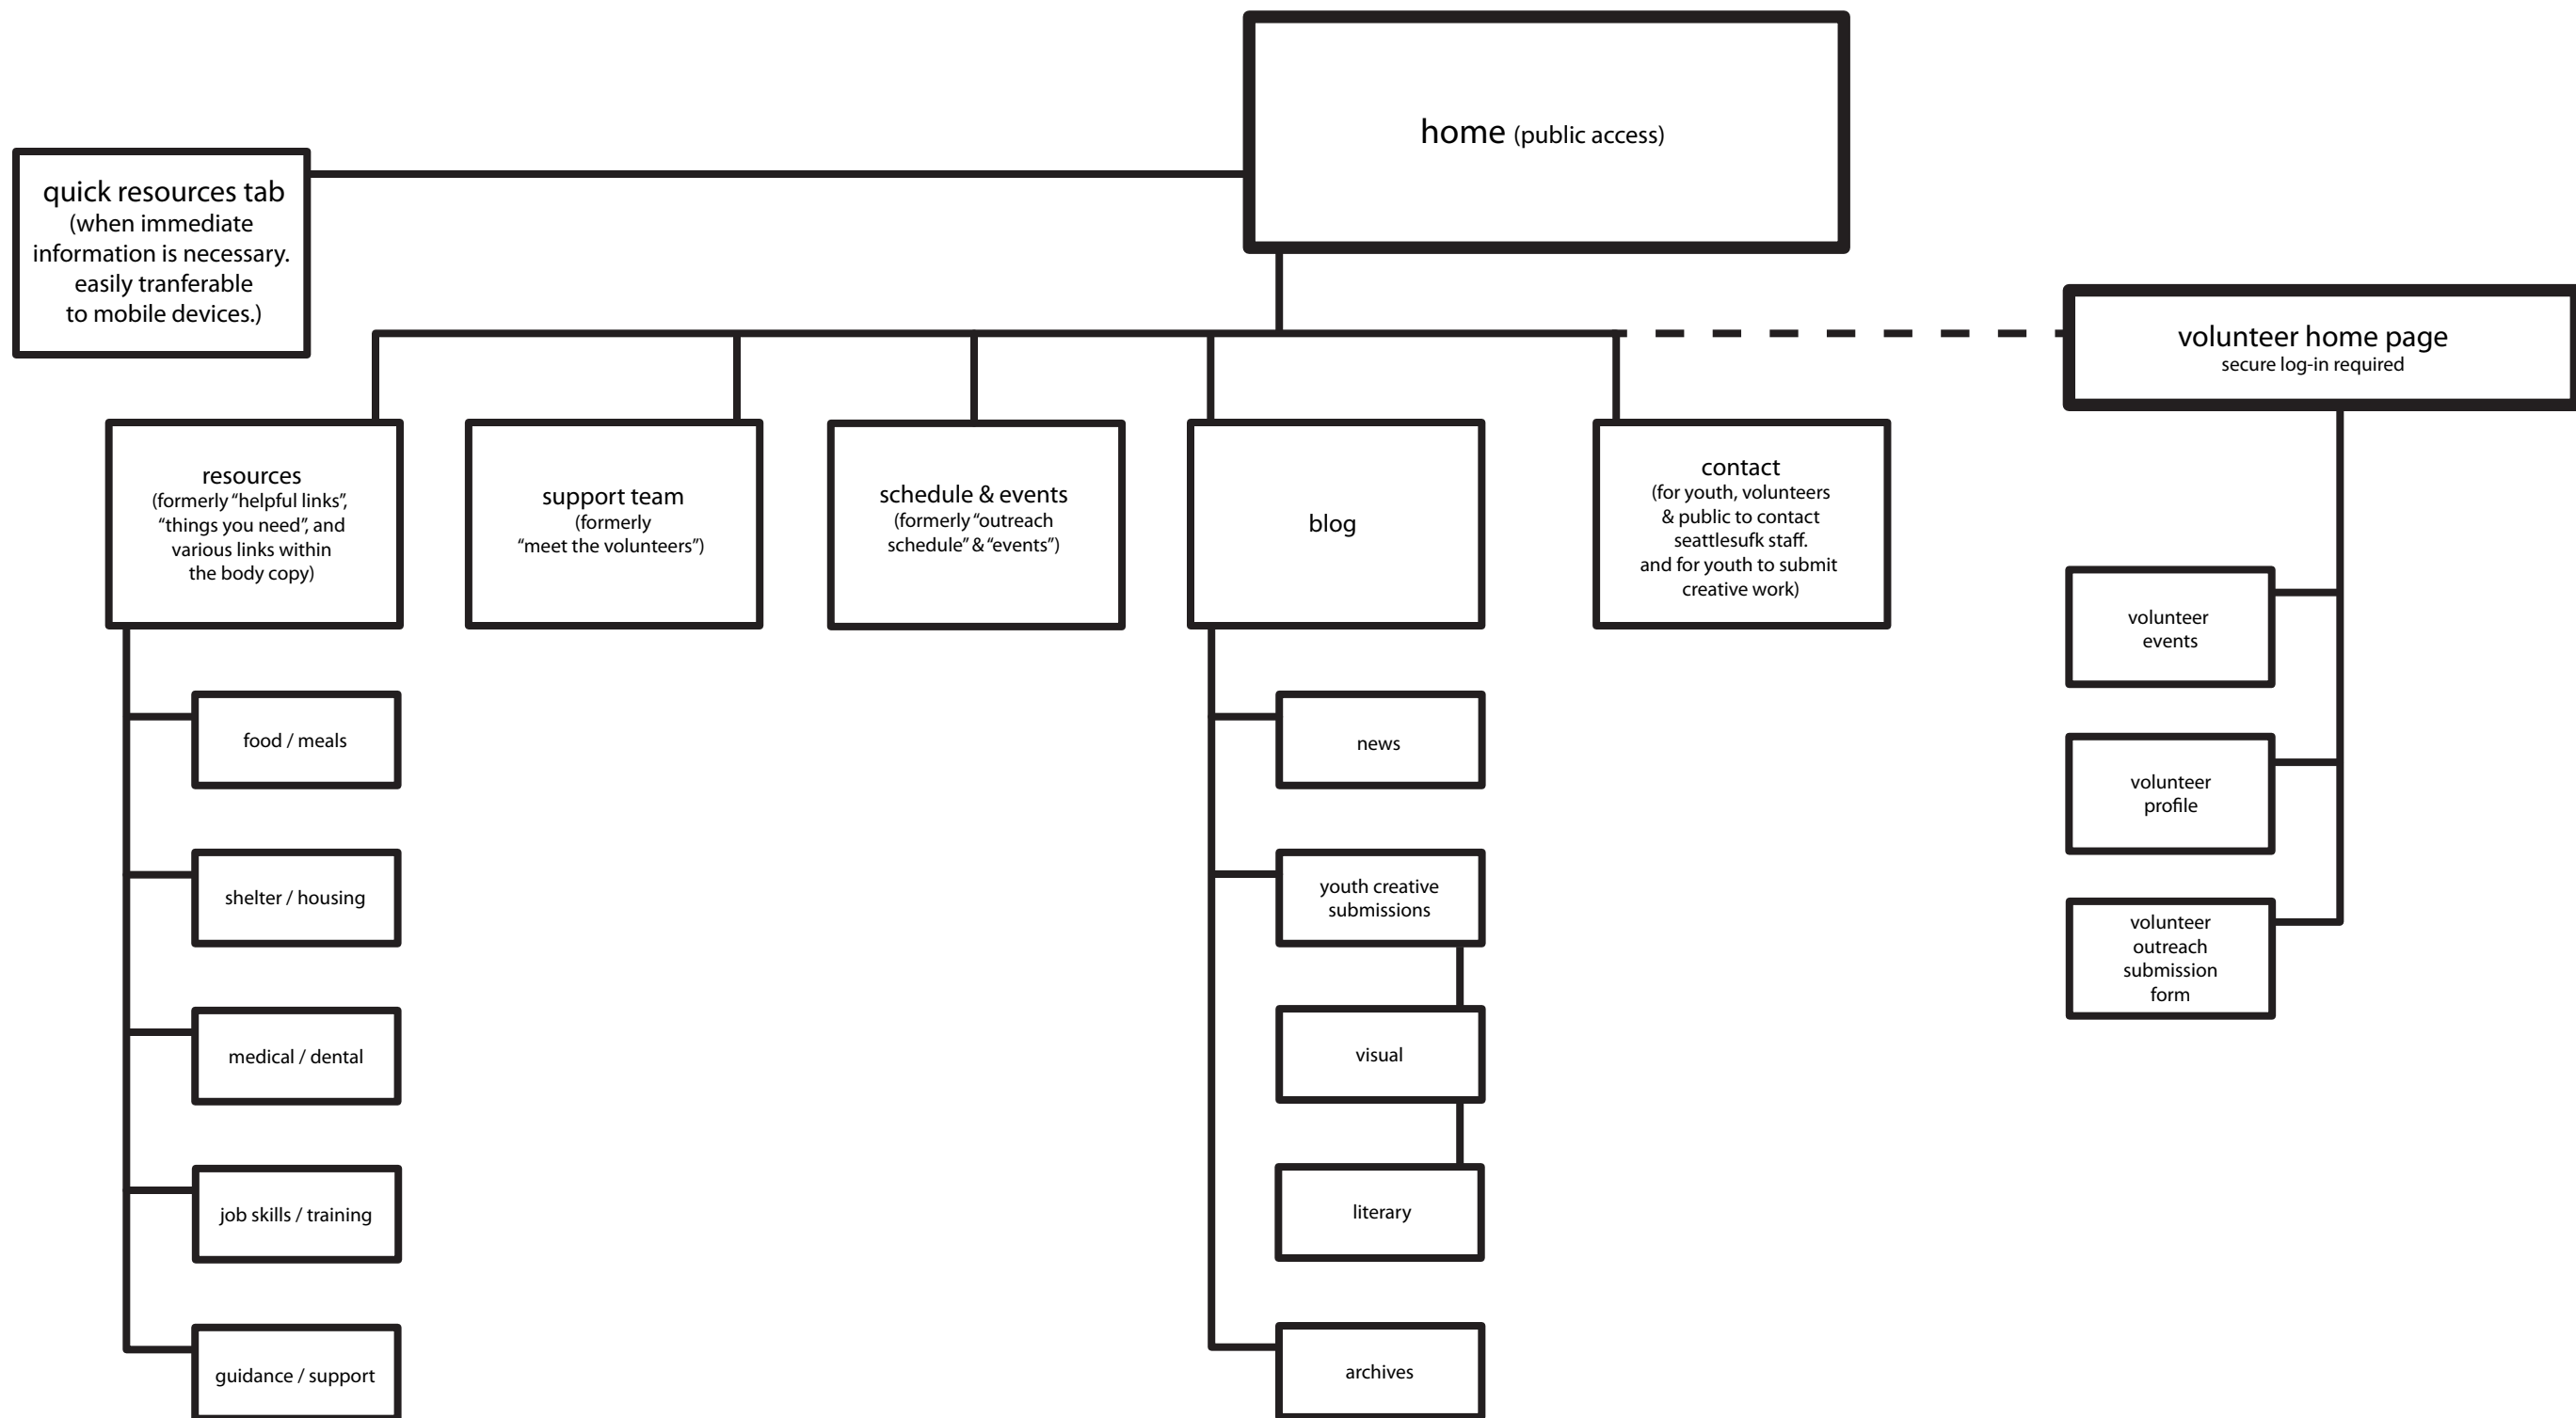 home (public access)
quick resources tab
(when immediate
information is necessary.
easily tranferable
to mobile devices.)
volunteer home page
secure log-in required
resources
(formerly “helpful links”,
“things you need”, and
various links within
the body copy)
support team
(formerly
“meet the volunteers”)
schedule & events
(formerly “outreach
schedule” & “events”)
blog
contact
(for youth, volunteers
& public to contact
seattlesufk staff.
and for youth to submit
creative work)
food / meals
shelter / housing
medical / dental
job skills / training
guidance / support
news
youth creative
submissions
visual
literary
archives
volunteer
events
volunteer
profile
volunteer
outreach
submission
form